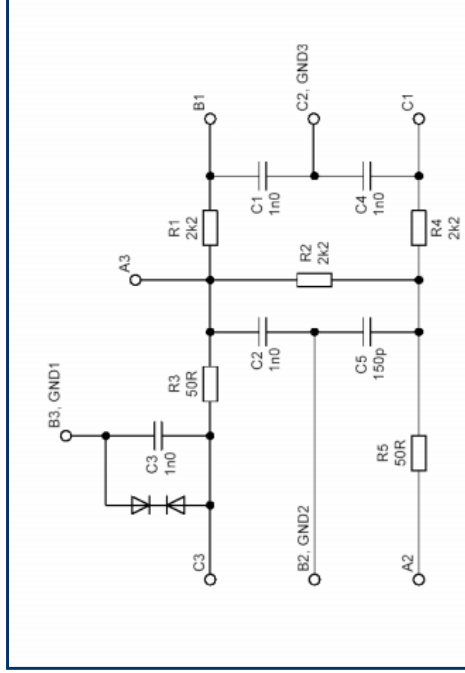 B3, GND1
C3
1n0
C3
R3
50R
A3
R1
2k2
B1
C2
1n0
C1
1n0
R2
2k2
B2, GND2
C2, GND3
C5
150p
C4
1n0
R5
50R
A2
R4
2k2
C1